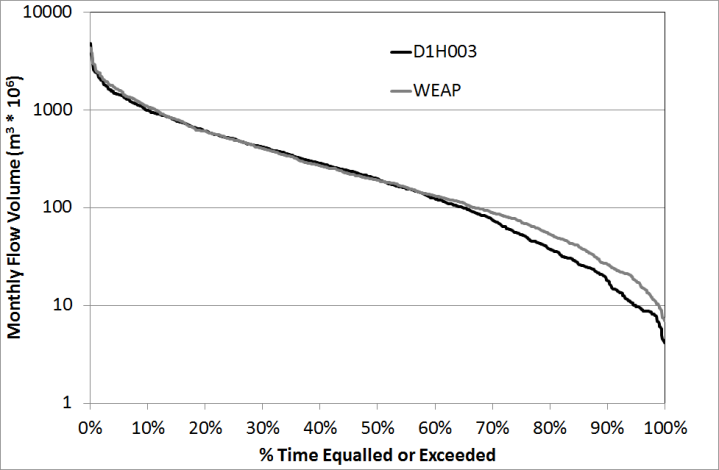 Monthly Flow Volume (m³ * 10⁶)
10000
1000
100
10
1
D1H003
WEAP
0% 10% 20% 30% 40% 50% 60% 70% 80% 90% 100%
% Time Equalled or Exceeded